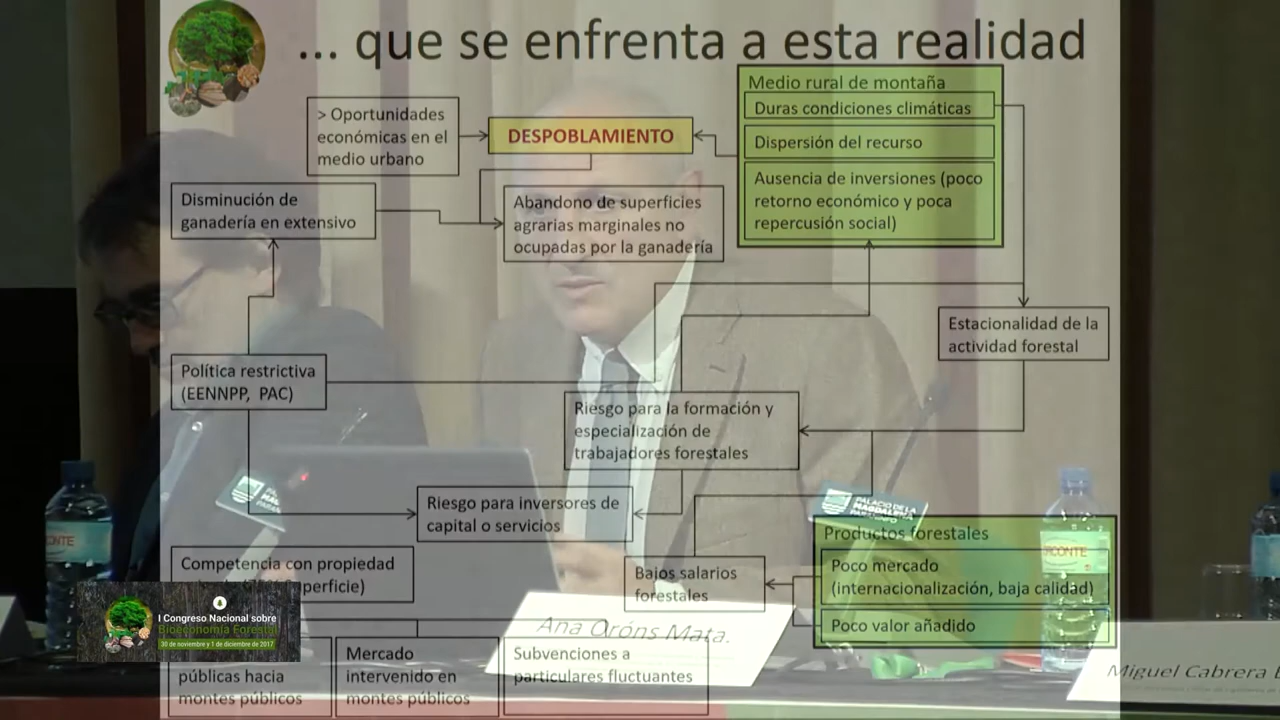 ... que se enfrenta a esta realidad
> Oportunidades
económicas en el
medio urbano
DESPOBLAMIENTO
Medio rural de montaña
Duras condiciones climáticas
Dispersión del recurso
Ausencia de inversiones (poco
retorno económico y poca
repercusión social)
Disminución de
ganadería en extensivo
Abandono de superficies
agrarias marginales no
ocupadas por la ganadería
Estacionalidad de la
actividad forestal
Política restrictiva
(EENNPP, PAC)
Riesgo para la formación y
especialización de
trabajadores forestales
Riesgo para inversores de
capital o servicios
PALACIO DE LA
MAGDALENA
Productos forestales
Poco mercado
(internacionalización, baja calidad)
Poco valor añadido
Competencia con propiedad
Bajos salarios
forestales
I Congreso Nacional sobre
Bioeconomía Forestal
30 de noviembre y 1 de diciembre de 2017
Ana Oróns Mata.
públicas hacia
montes públicos
Mercado
intervenido en
montes públicos
Subvenciones a
particulares fluctuantes
Miguel Cabrera